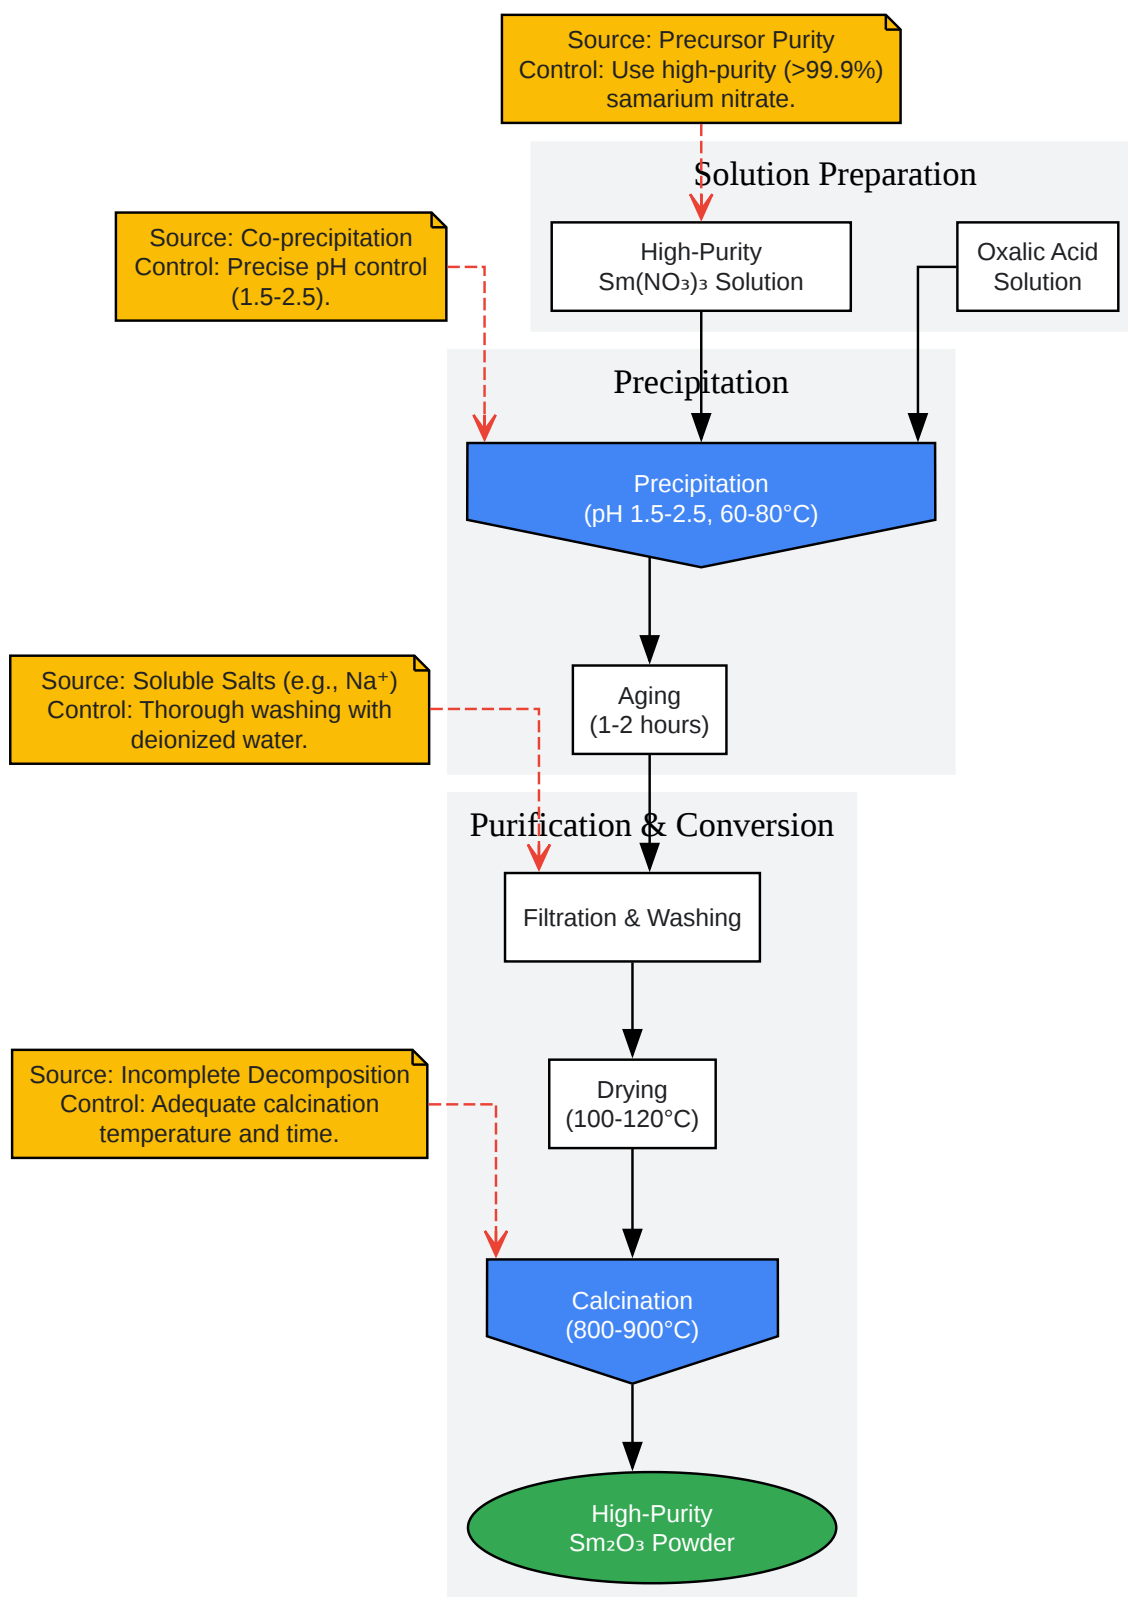 Source: Precursor Purity
Control: Use high-purity (>99.9%)
samarium nitrate.
Solution Preparation
Source: Co-precipitation
Control: Precise pH control
(1.5-2.5).
High-Purity
Sm(NO₃)₃ Solution
Oxalic Acid
Solution
Precipitation
Precipitation
(pH 1.5-2.5, 60-80°C)
Source: Soluble Salts (e.g., Na⁺)
Control: Thorough washing with
deionized water.
Aging
(1-2 hours)
Purification & Conversion
Filtration & Washing
Source: Incomplete Decomposition
Control: Adequate calcination
temperature and time.
Drying
(100-120°C)
Calcination
(800-900°C)
High-Purity
Sm₂O₃ Powder